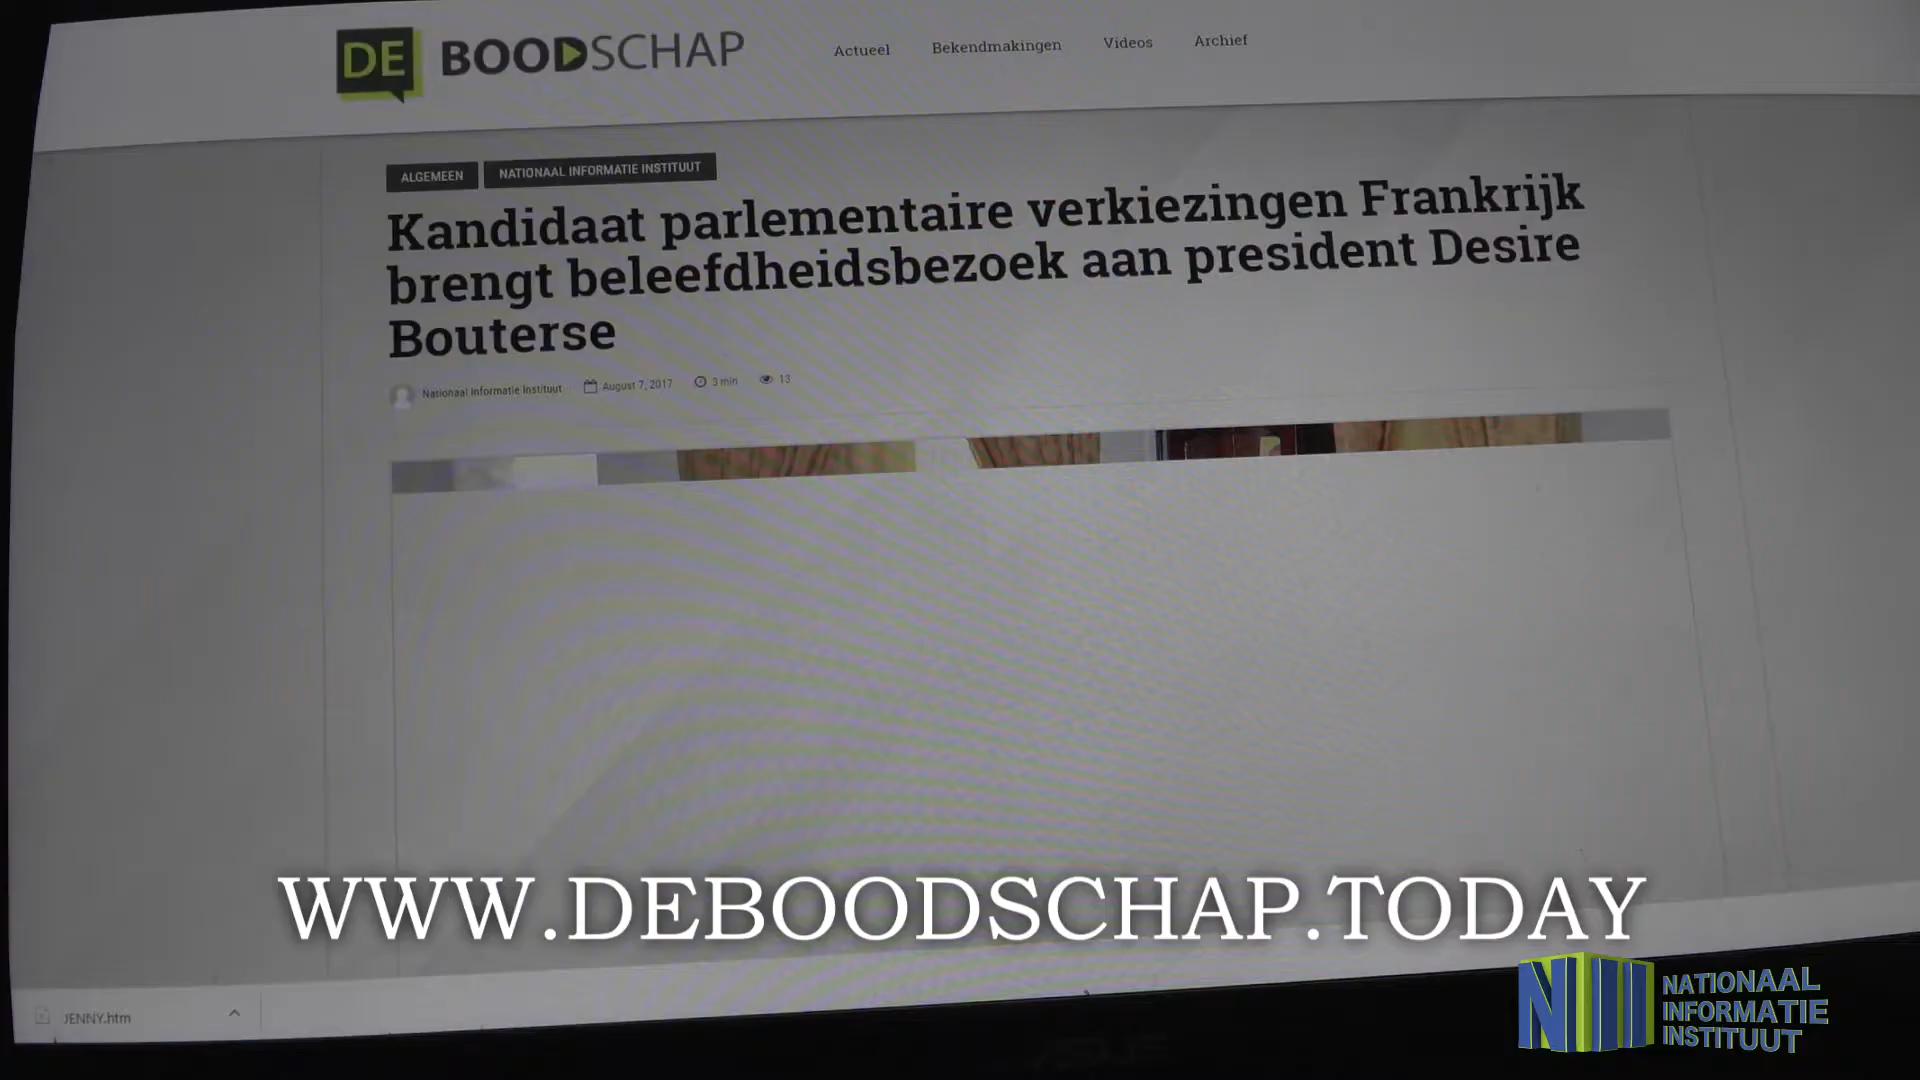 DE BOODSCHAP
Actueel Bekendmakingen Videos Archief
ALGEMEEN NATIONAAL INFORMATIE INSTITUUT
Kandidaat parlementaire verkiezingen Frankrijk
brengt beleefdheidsbezoek aan president Desire
Bouterse
Nationaal Informatie Instituut August 7, 2017 3 min 13
WWW.DEBOODSCHAP.TODAY
JENNY.htm
NII NATIONAAL
INFORMATIE
INSTITUUT